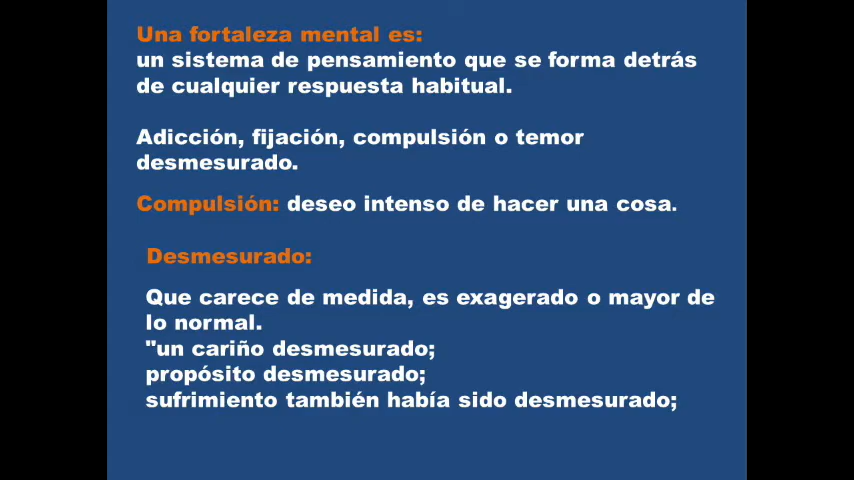 Una fortaleza mental es:
un sistema de pensamiento que se forma detrás
de cualquier respuesta habitual.
Adicción, fijación, compulsión o temor
desmesurado.
Compulsión: deseo intenso de hacer una cosa.
Desmesurado:
Que carece de medida, es exagerado o mayor de
lo normal.
"un cariño desmesurado;
propósito desmesurado;
sufrimiento también había sido desmesurado;